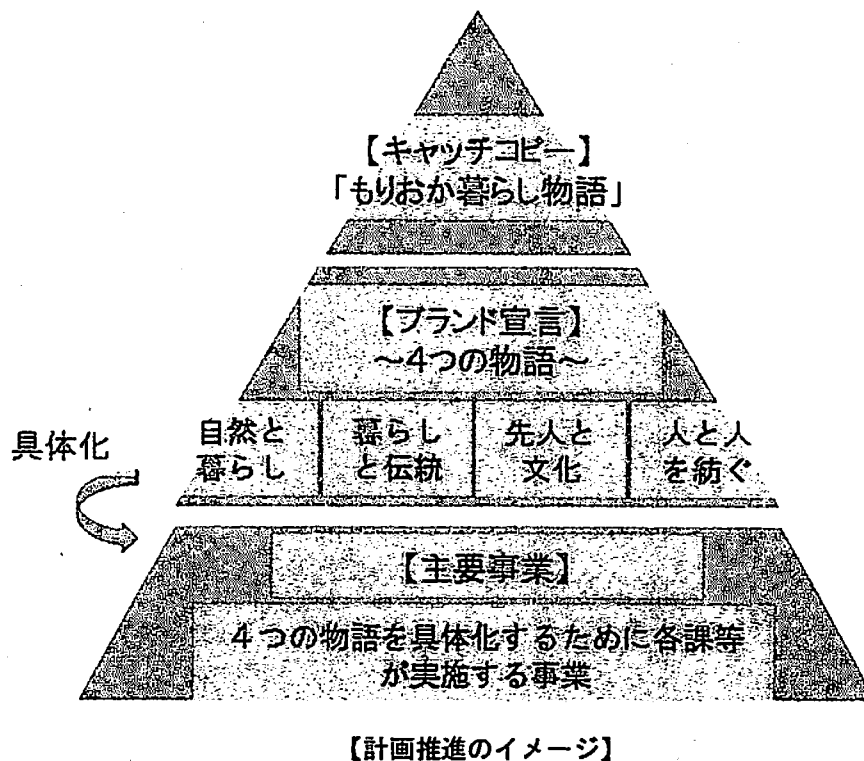 【キャッチコピー】
「もりおか暮らし物語」
【ブランド宣言】
～4つの物語～
具体化
自然と
暮らし
暮らし
と伝統
先人と
文化
人と人
を紡ぐ
【主要事業】
４つの物語を具体化するために各課等
が実施する事業
【計画推進のイメージ】